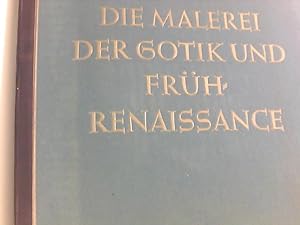 DIE MALEREI
DER GOTIK UND
FRÜH-
RENAISSANCE